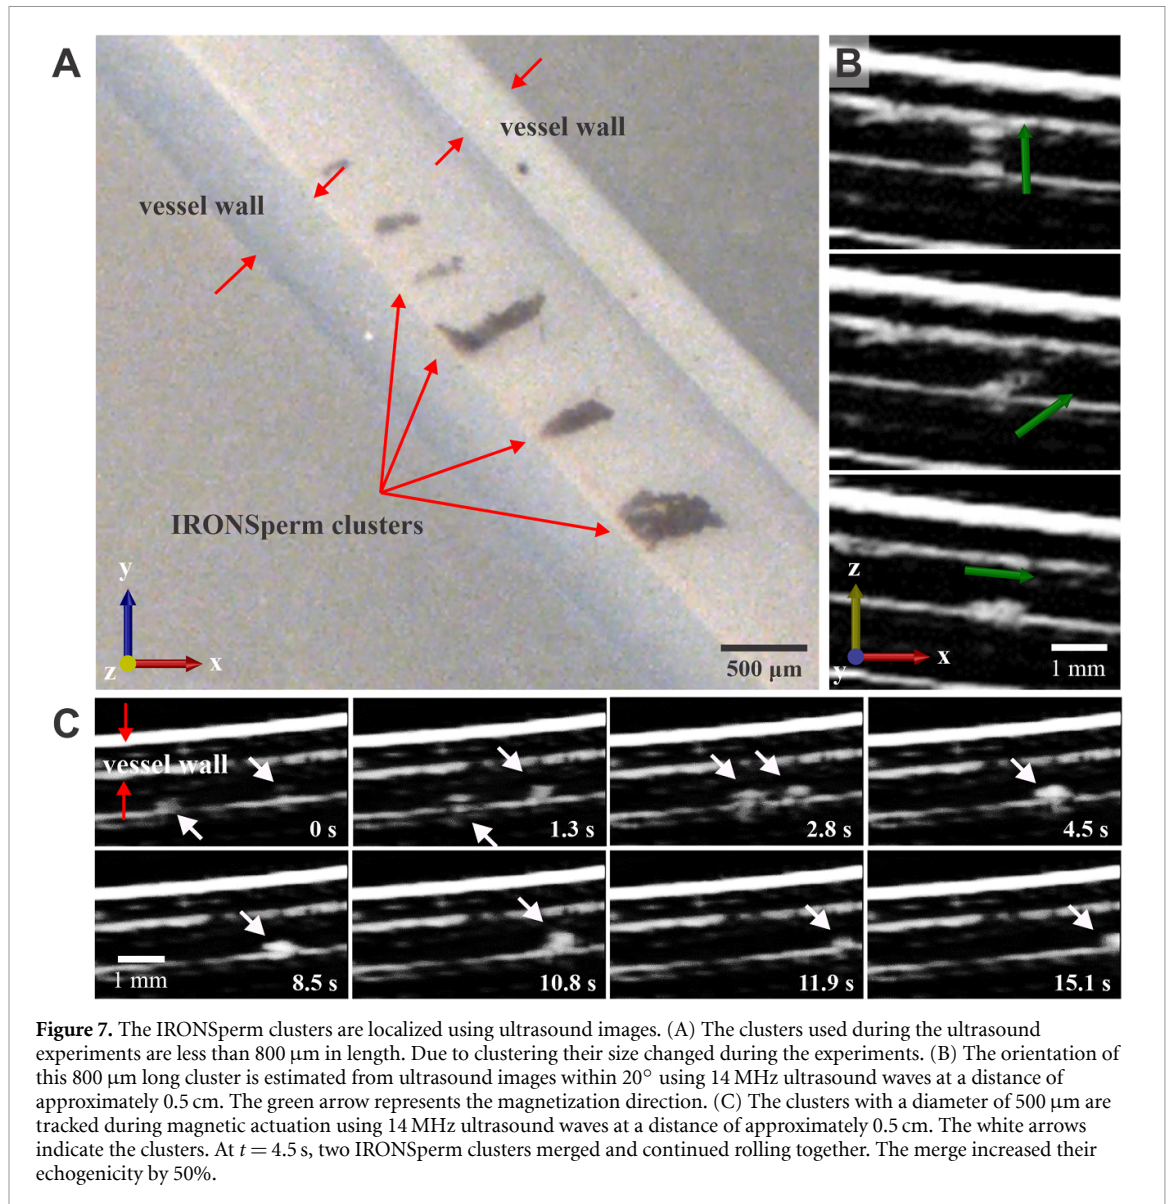 A
vessel wall
vessel wall
IRONSperm clusters
y
z
x
500 µm
B
z
y
x
1 mm
C
vessel wall
0 s
1.3 s
2.8 s
4.5 s
1 mm
8.5 s
10.8 s
11.9 s
15.1 s
Figure 7. The IRONSperm clusters are localized using ultrasound images. (A) The clusters used during the ultrasound
experiments are less than 800 µm in length. Due to clustering their size changed during the experiments. (B) The orientation of
this 800 µm long cluster is estimated from ultrasound images within 20° using 14 MHz ultrasound waves at a distance of
approximately 0.5 cm. The green arrow represents the magnetization direction. (C) The clusters with a diameter of 500 µm are
tracked during magnetic actuation using 14 MHz ultrasound waves at a distance of approximately 0.5 cm. The white arrows
indicate the clusters. At t = 4.5 s, two IRONSperm clusters merged and continued rolling together. The merge increased their
echogenicity by 50%.